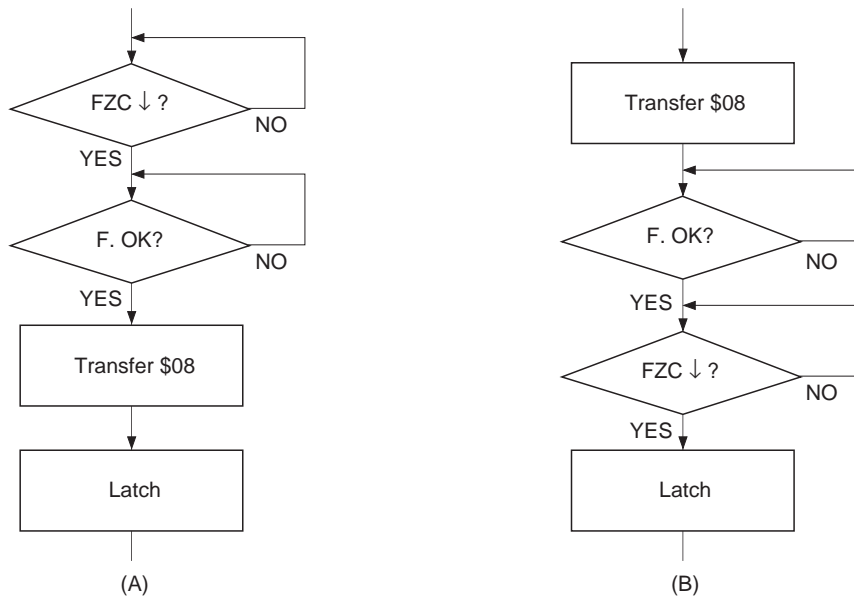 FZC ↓ ?
NO
YES
F. OK?
NO
YES
Transfer $08
Latch
(A)
Transfer $08
F. OK?
NO
YES
FZC ↓ ?
NO
YES
Latch
(B)